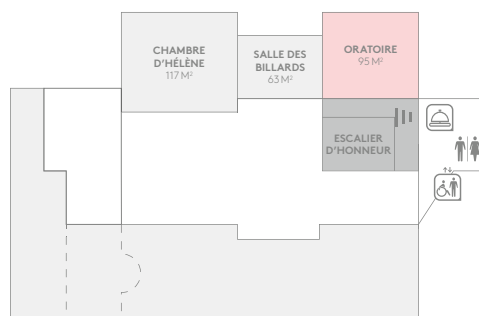 CHAMBRE
D'HÉLÈNE
117 M²
SALLE DES
BILLARDS
63 M²
ORATOIRE
95 M²
ESCALIER
D'HONNEUR